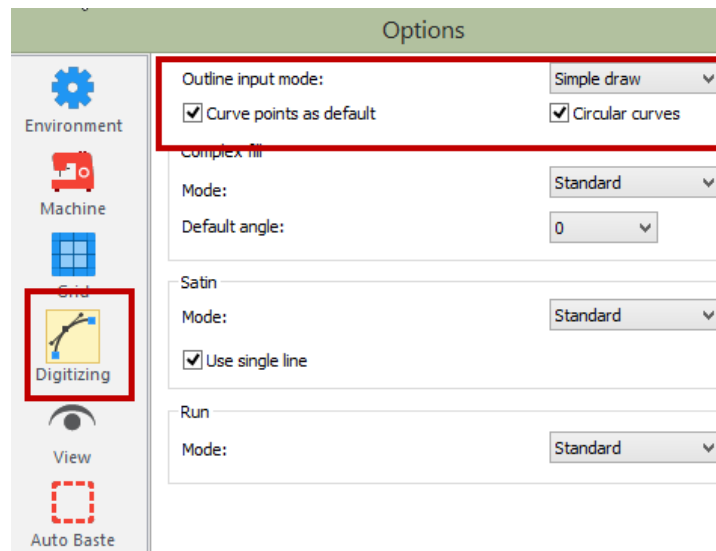 Options
Environment
Machine
Grid
Digitizing
View
Auto Baste
Outline input mode: Simple draw
Curve points as default Circular curves
Complex fill
Mode: Standard
Default angle: 0
Satin
Mode: Standard
Use single line
Run
Mode: Standard